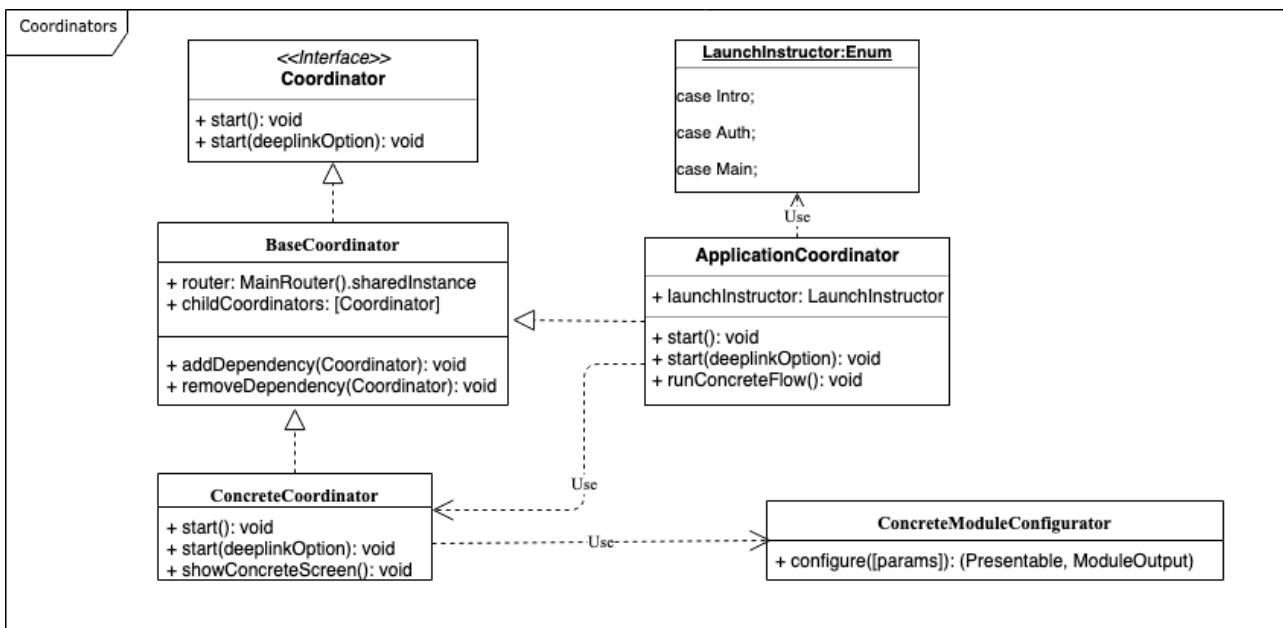 Coordinators
<<Interface>>
Coordinator
+ start(): void
+ start(deeplinkOption): void
LaunchInstructor:Enum
case Intro;
case Auth;
case Main;
Use
BaseCoordinator
+ router: MainRouter().sharedInstance
+ childCoordinators: [Coordinator]
+ addDependency(Coordinator): void
+ removeDependency(Coordinator): void
ApplicationCoordinator
+ launchInstructor: LaunchInstructor
+ start(): void
+ start(deeplinkOption): void
+ runConcreteFlow(): void
Use
ConcreteCoordinator
+ start(): void
+ start(deeplinkOption): void
+ showConcreteScreen(): void
Use
ConcreteModuleConfigurator
+ configure([params]): (Presentable, ModuleOutput)